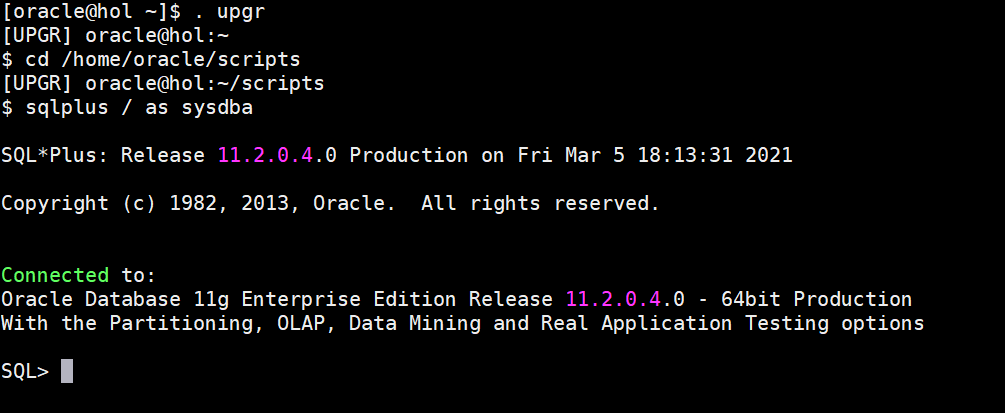 [oracle@hol ~]$ . upgr
[UPGR] oracle@hol:~
$ cd /home/oracle/scripts
[UPGR] oracle@hol:~/scripts
$ sqlplus / as sysdba
SQL*Plus: Release 11.2.0.4.0 Production on Fri Mar 5 18:13:31 2021
Copyright (c) 1982, 2013, Oracle.  All rights reserved.
Connected to:
Oracle Database 11g Enterprise Edition Release 11.2.0.4.0 - 64bit Production
With the Partitioning, OLAP, Data Mining and Real Application Testing options
SQL>